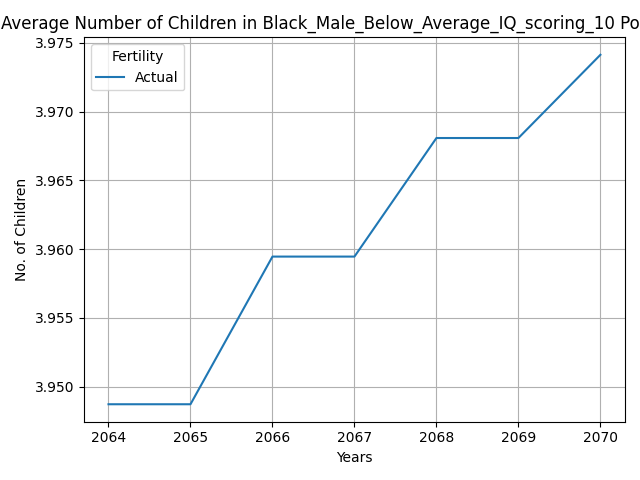 Average Number of Children in Black_Male_Below_Average_IQ_scoring_10 Po
3.975
3.970
3.965
3.960
3.955
3.950
No. of Children
Fertility
Actual
2064 2065 2066 2067 2068 2069 2070
Years